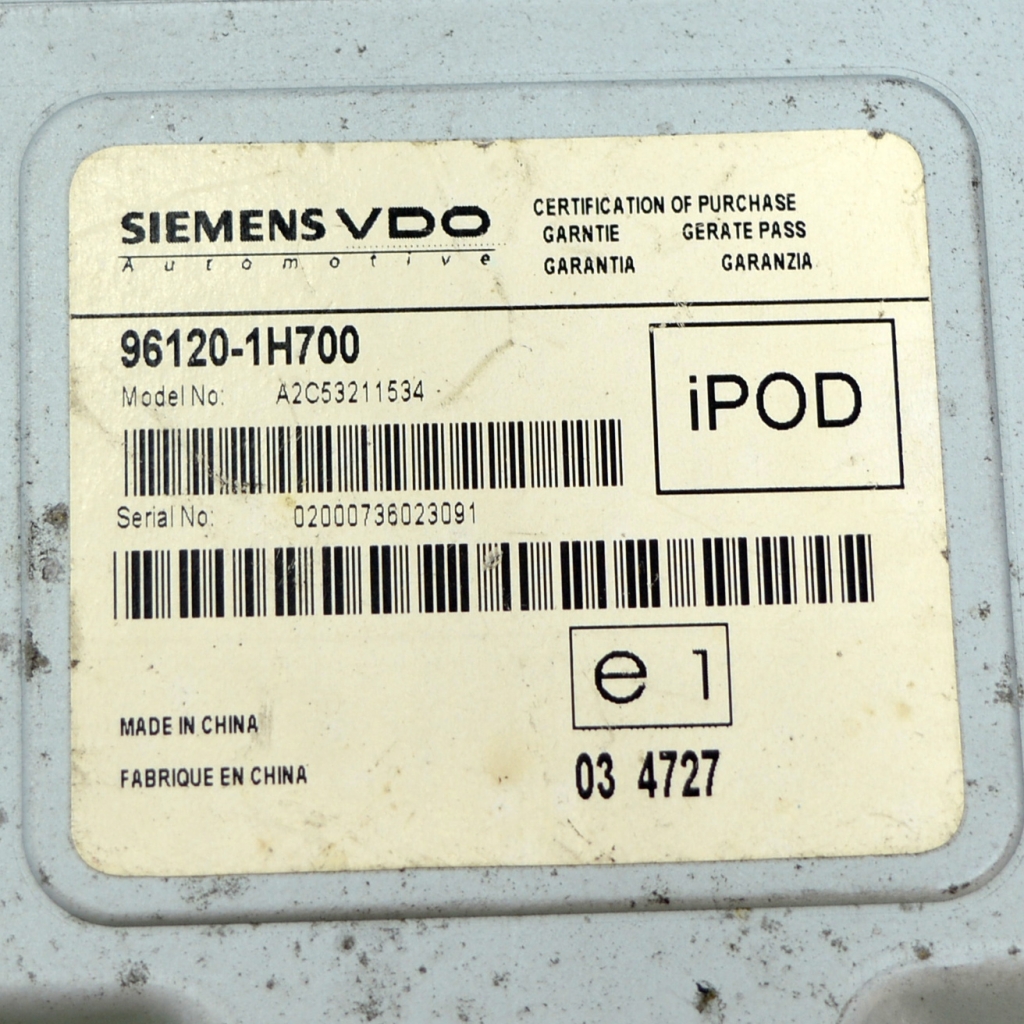 SIEMENS VDO
Automotive
CERTIFICATION OF PURCHASE
GARNTIE GERATE PASS
GARANTIA GARANZIA
96120-1H700
Model No: A2C53211534
iPOD
Serial No: 02000736023091
e 1
MADE IN CHINA
03 4727
FABRIQUE EN CHINA